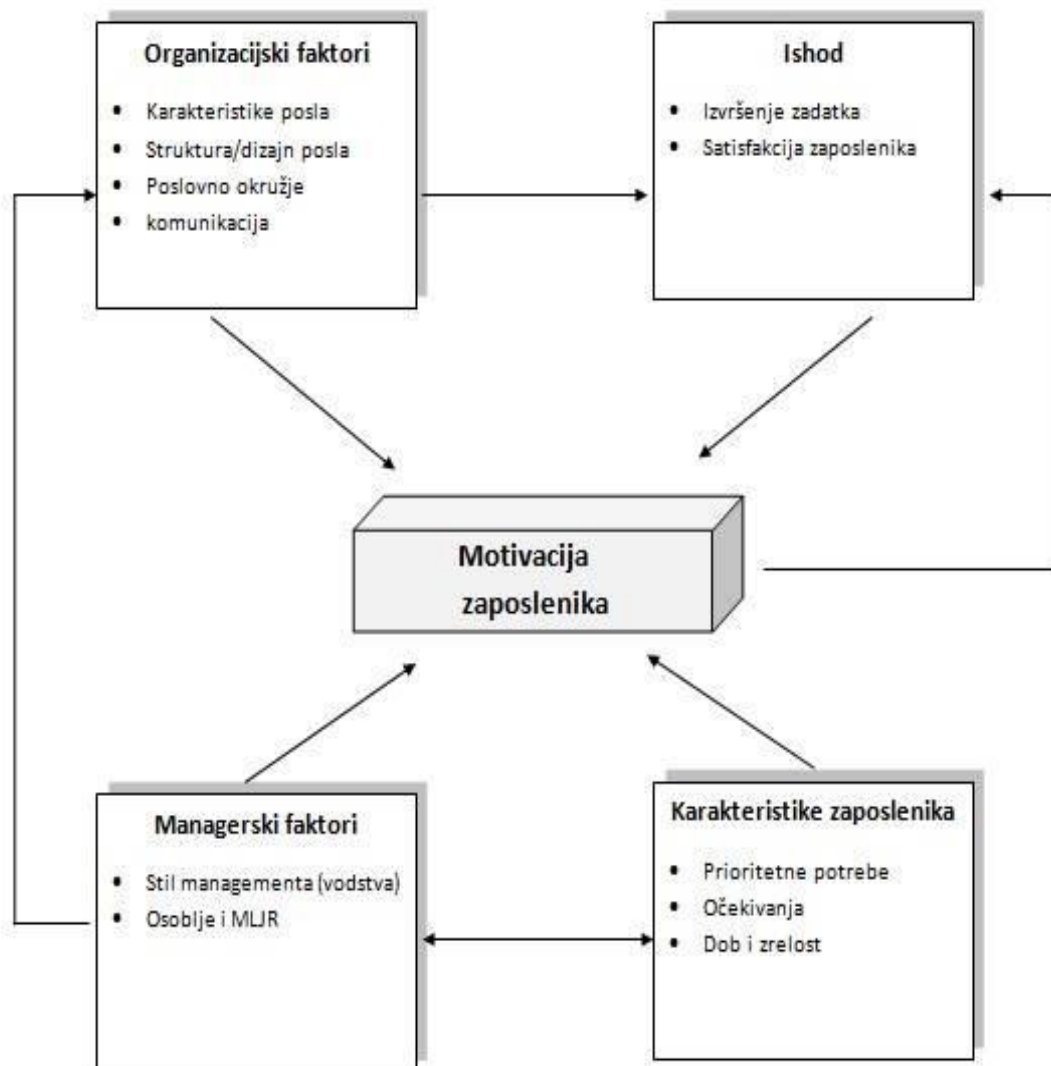 Organizacijski faktori
• Karakteristike posla
• Struktura/dizajn posla
• Poslovno okružje
• komunikacija
Ishod
• Izvršenje zadatka
• Satisfakcija zaposlenika
Motivacija
zaposlenika
Managerski faktori
• Stil managementa (vodstva)
• Osoblje i MLJR
Karakteristike zaposlenika
• Prioritetne potrebe
• Očekivanja
• Dob i zrelost